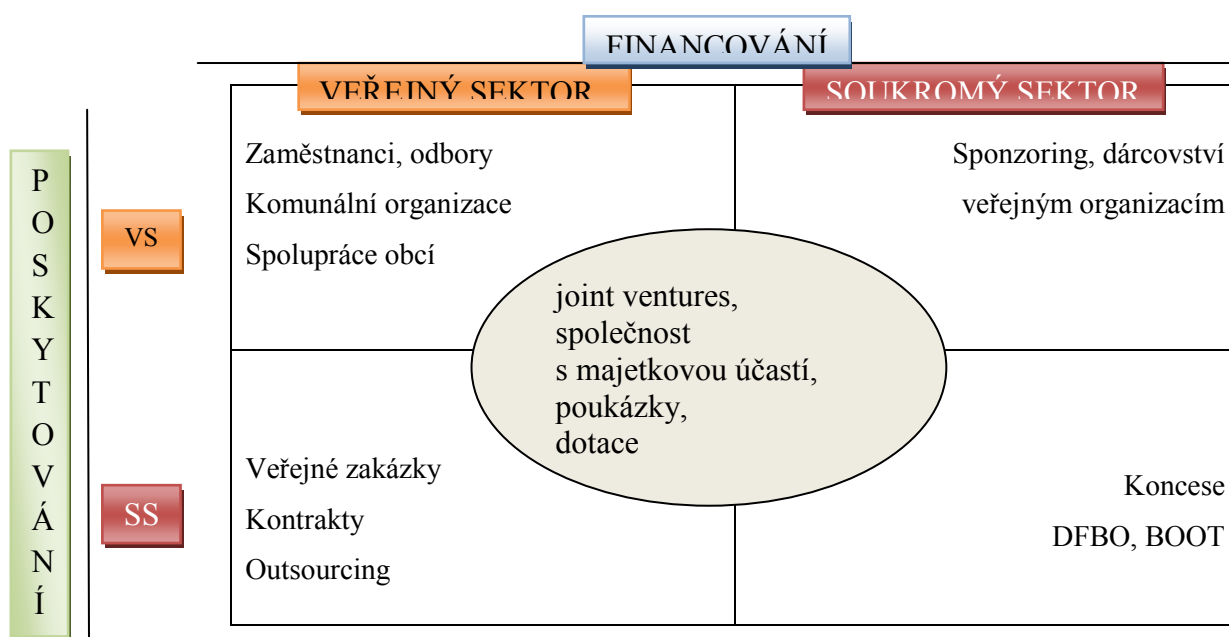 FINANCOVÁNÍ
VEŘEJNÝ SEKTOR
SOUKROMÝ SEKTOR
POSKYTOVÁNÍ
VS
Zaměstnanci, odbory
Komunální organizace
Spolupráce obcí
Sponzoring, dárcovství
veřejným organizacím
joint ventures,
společnost
s majetkovou účastí,
poukázky,
dotace
SS
Veřejné zakázky
Kontrakty
Outsourcing
Koncese
DFBO, BOOT